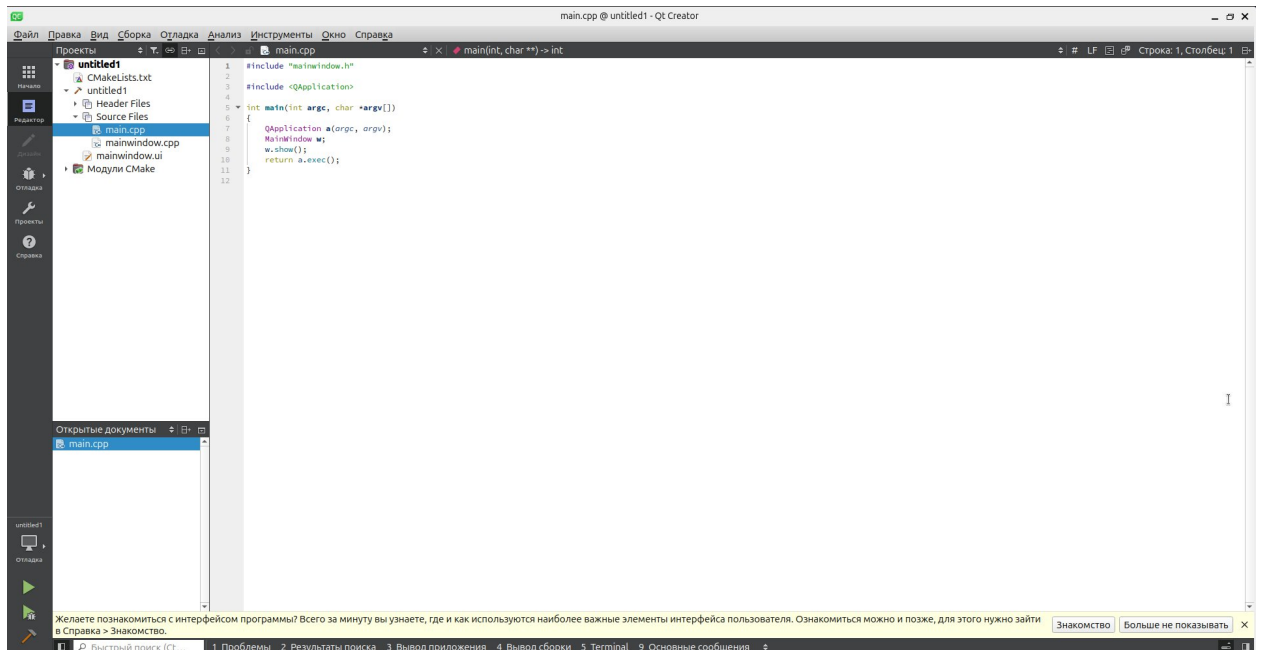 QC
main.cpp @ untitled1 - Qt Creator
Файл Правка Вид Сборка Отладка Анализ Инструменты Окно Справка
Проекты
main.cpp
main(int, char **) -> int
# LF Строка: 1, Столбец: 1
Начало
Редактор
Дизайн
Отладка
Проекты
Справка
untitled1
CMakeLists.txt
untitled1
Header Files
Source Files
main.cpp
mainwindow.cpp
mainwindow.ui
Модули CMake
1 #include "mainwindow.h"
2
3 #include <QApplication>
4
5 int main(int argc, char *argv[])
6 {
7 QApplication a(argc, argv);
8 MainWindow w;
9 w.show();
10 return a.exec();
11 }
12
Открытые документы
main.cpp
untitled1
Отладка
Желаете познакомиться с интерфейсом программы? Всего за минуту вы узнаете, где и как используются наиболее важные элементы интерфейса пользователя. Ознакомиться можно и позже, для этого нужно зайти
в Справка > Знакомство.
Знакомство
Больше не показывать
Быстрый поиск (Ct...
1 Проблемы 2 Результаты поиска 3 Вывод приложения 4 Вывод сборки 5 Terminal 9 Основные сообщения